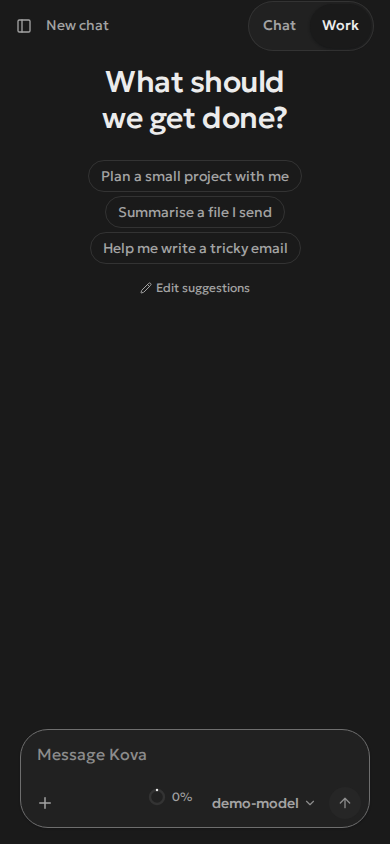 New chat
Chat
Work
What should
we get done?
Plan a small project with me
Summarise a file I send
Help me write a tricky email
Edit suggestions
Message Kova
0%
demo-model